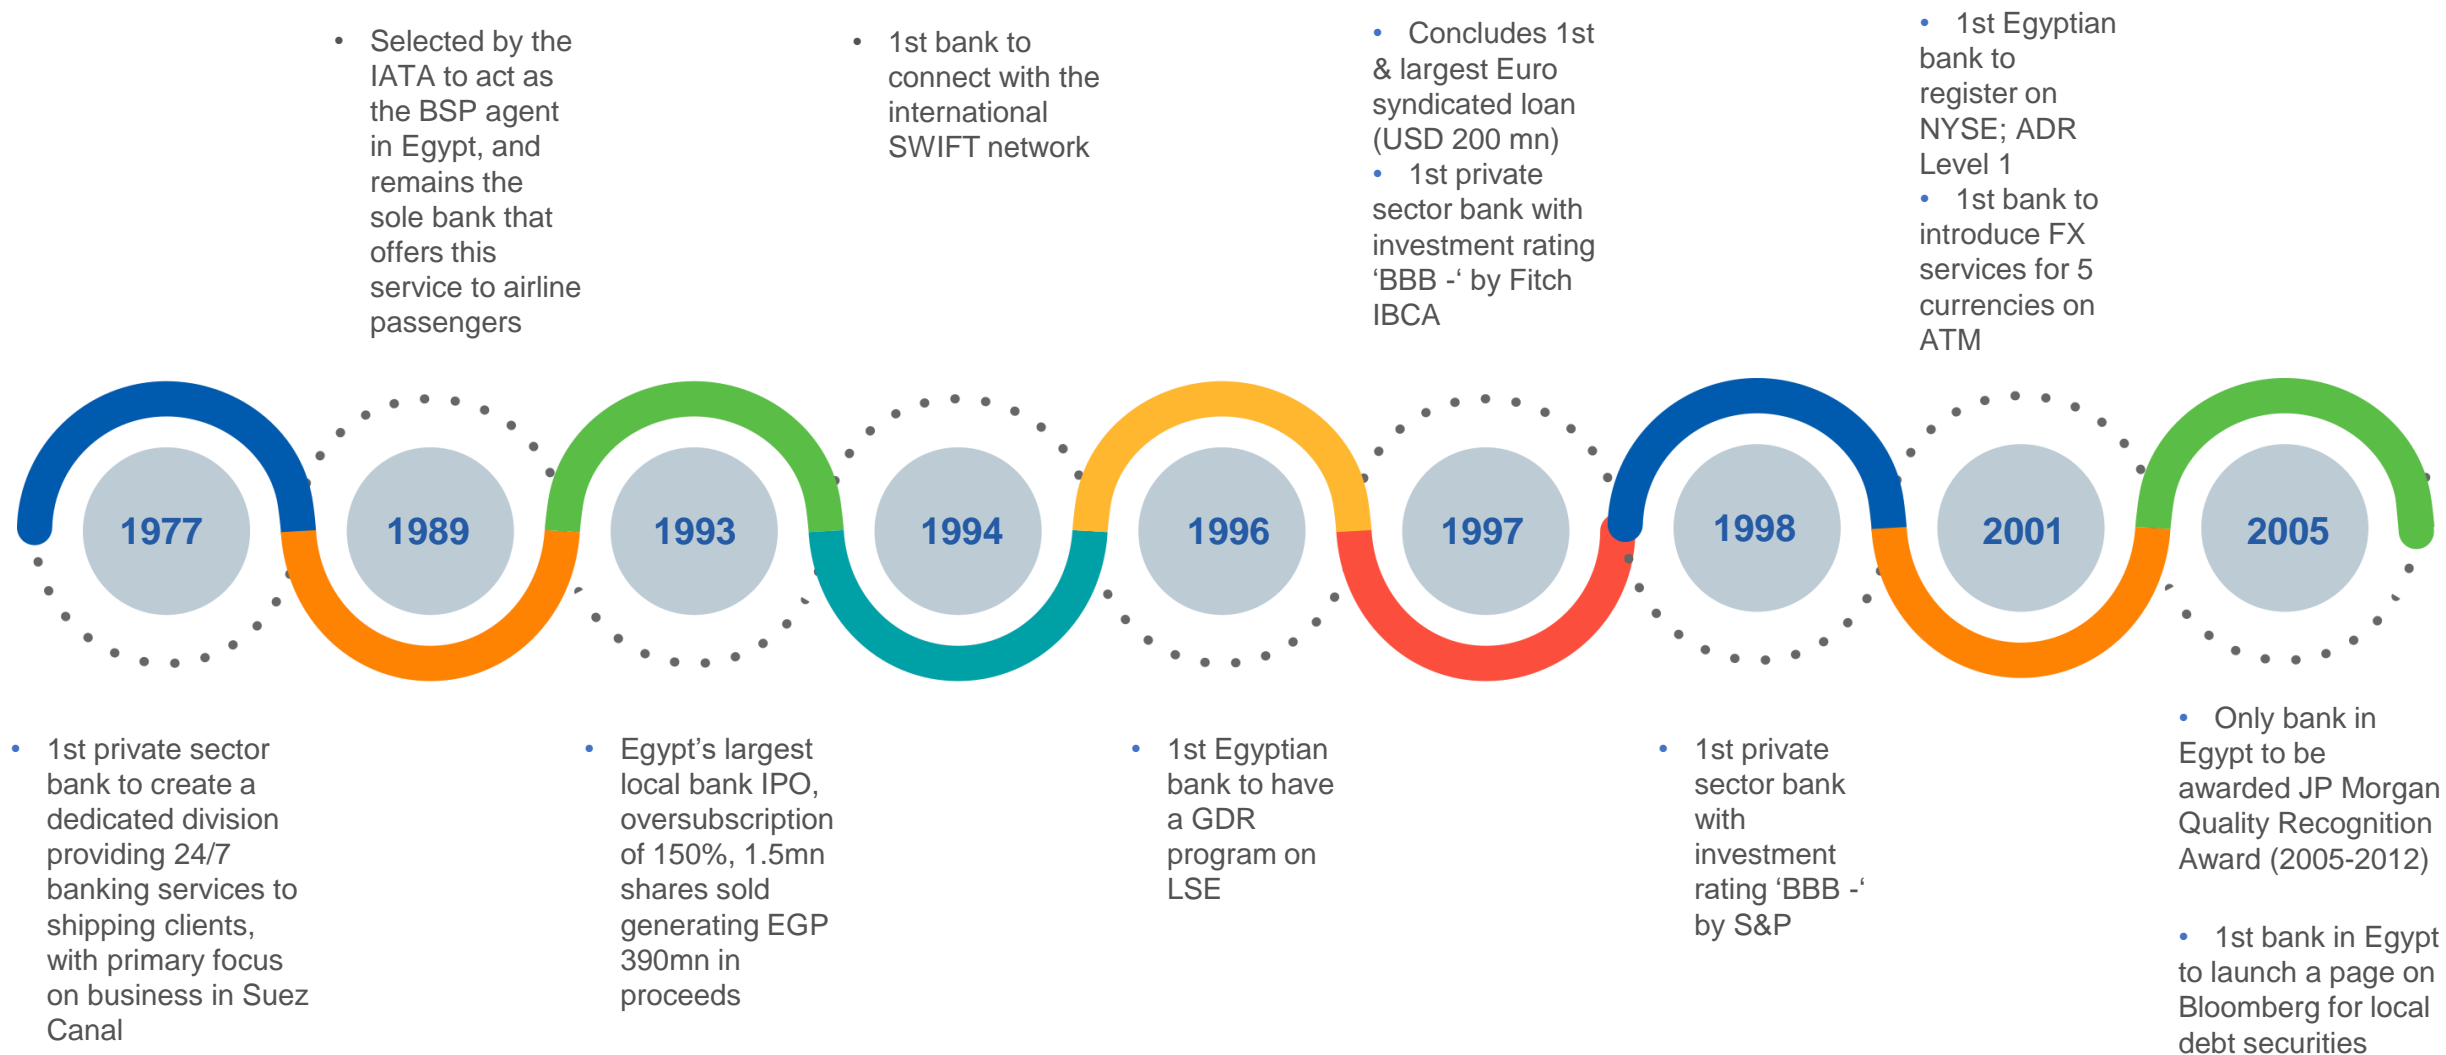 • Selected by the
IATA to act as
the BSP agent
in Egypt, and
remains the
sole bank that
offers this
service to airline
passengers
• 1st bank to
connect with the
international
SWIFT network
• Concludes 1st
& largest Euro
syndicated loan
(USD 200 mn)
• 1st private
sector bank with
investment rating
‘BBB -‘ by Fitch
IBCA
• 1st Egyptian
bank to
register on
NYSE; ADR
Level 1
• 1st bank to
introduce FX
services for 5
currencies on
ATM
1977
1989
1993
1994
1996
1997
1998
2001
2005
• 1st private sector
bank to create a
dedicated division
providing 24/7
banking services to
shipping clients,
with primary focus
on business in Suez
Canal
• Egypt’s largest
local bank IPO,
oversubscription
of 150%, 1.5mn
shares sold
generating EGP
390mn in
proceeds
• 1st Egyptian
bank to have
a GDR
program on
LSE
• 1st private
sector bank
with
investment
rating ‘BBB -‘
by S&P
• Only bank in
Egypt to be
awarded JP Morgan
Quality Recognition
Award (2005-2012)
• 1st bank in Egypt
to launch a page on
Bloomberg for local
debt securities